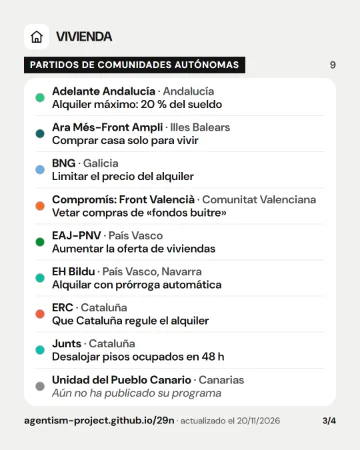 VIVIENDA
PARTIDOS DE COMUNIDADES AUTÓNOMAS 9
Adelante Andalucía · Andalucía
Alquiler máximo: 20 % del sueldo
Ara Més-Front Ampli · Illes Balears
Comprar casa solo para vivir
BNG · Galicia
Limitar el precio del alquiler
Compromís: Front Valencià · Comunitat Valenciana
Vetar compras de «fondos buitre»
EAJ-PNV · País Vasco
Aumentar la oferta de viviendas
EH Bildu · País Vasco, Navarra
Alquilar con prórroga automática
ERC · Cataluña
Que Cataluña regule el alquiler
Junts · Cataluña
Desalojar pisos ocupados en 48 h
Unidad del Pueblo Canario · Canarias
Aún no ha publicado su programa
agentism-project.github.io/29n · actualizado el 20/11/2026 3/4